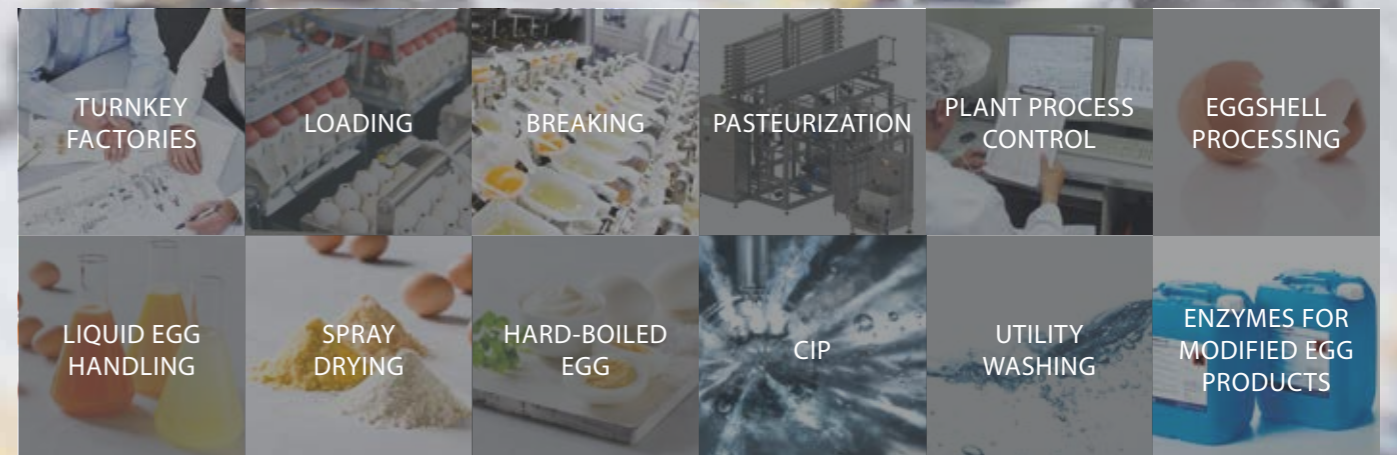 TURNKEY
FACTORIES
LOADING
BREAKING
PASTEURIZATION
PLANT PROCESS
CONTROL
EGGSHELL
PROCESSING
LIQUID EGG
HANDLING
SPRAY
DRYING
HARD-BOILED
EGG
CIP
UTILITY
WASHING
ENZYMES FOR
MODIFIED EGG
PRODUCTS